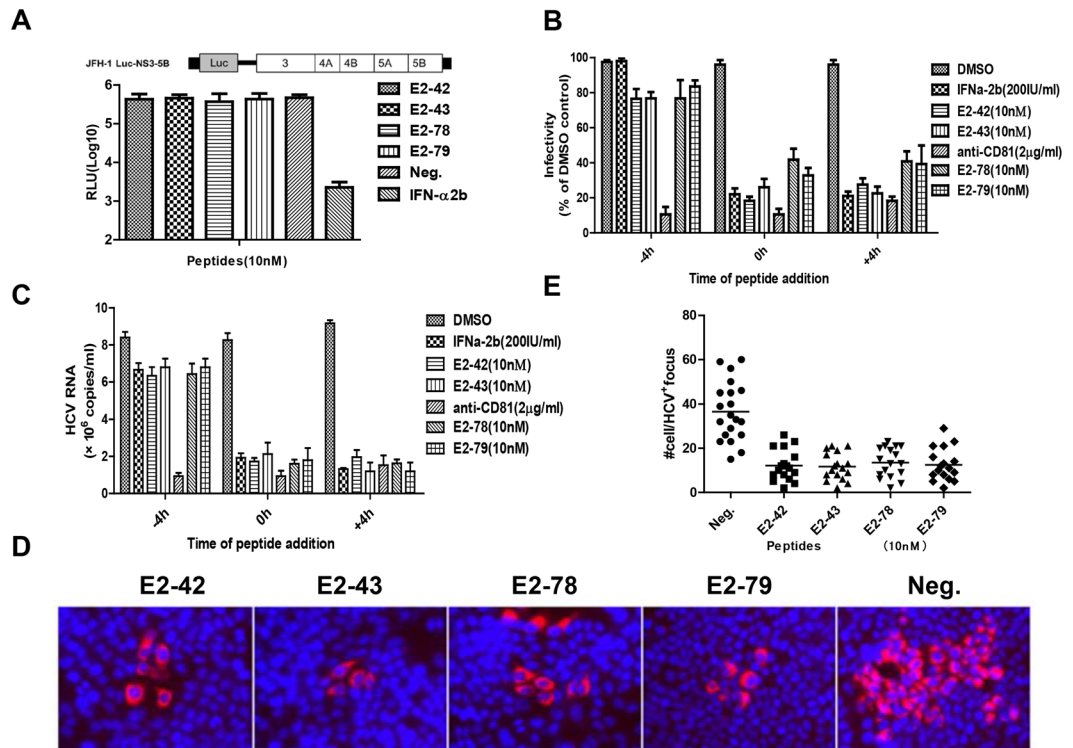 A
JFH-1 Luc-NS3-5B
Luc
3
4A
4B
5A
5B
RLU(Log10)
6
5
4
3
2
Peptides(10nM)
E2-42
E2-43
E2-78
E2-79
Neg.
IFN-α2b
B
Infectivity
(% of DMSO control)
100
80
60
40
20
0
-4h
0h
+4h
Time of peptide addition
DMSO
IFNa-2b(200IU/ml)
E2-42(10nM)
E2-43(10nM)
anti-CD81(2μg/ml)
E2-78(10nM)
E2-79(10nM)
C
HCV RNA
(× 10⁶ copies/ml)
10
8
6
4
2
0
-4h
0h
+4h
Time of peptide addition
DMSO
IFNa-2b(200IU/ml)
E2-42(10nM)
E2-43(10nM)
anti-CD81(2μg/ml)
E2-78(10nM)
E2-79(10nM)
E
#cell/HCV⁺focus
80
60
40
20
0
Neg.
E2-42
E2-43
E2-78
E2-79
Peptides (10nM)
D
E2-42
E2-43
E2-78
E2-79
Neg.